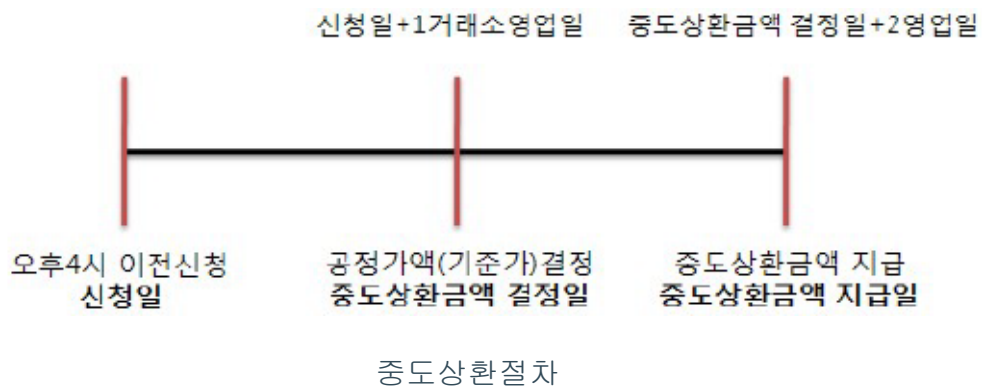 신청일+1거래소영업일
중도상환금액 결정일+2영업일
오후4시 이전신청
신청일
공정가액(기준가)결정
중도상환금액 결정일
중도상환금액 지급
중도상환금액 지급일
중도상환절차